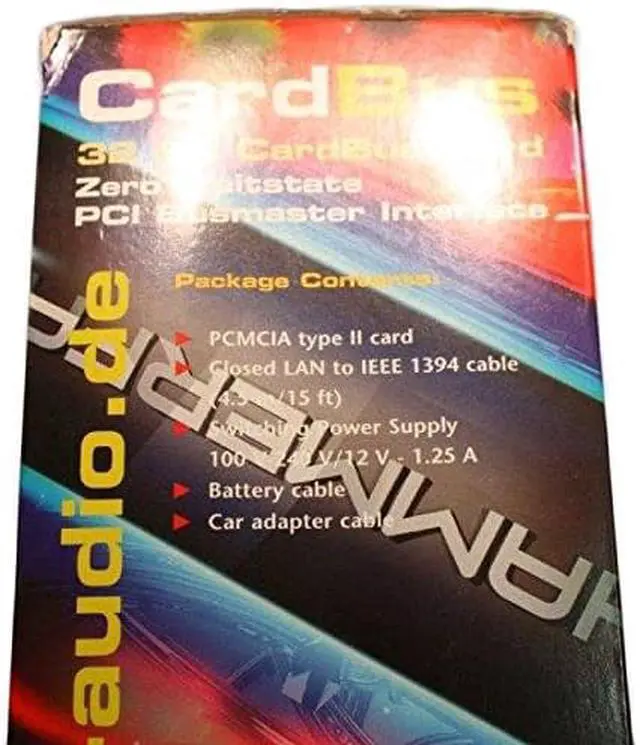 CardBus
32 Bit CardBus Card
Zero Waitstate
PCI Busmaster Interface
Package Contents:
PCMCIA type II card
Closed LAN to IEEE 1394 cable
(4.5 m/15 ft)
Switching Power Supply
100 240 V/12 V - 1.25 A
Battery cable
Car adapter cable
-audio.de
HAMMERFA